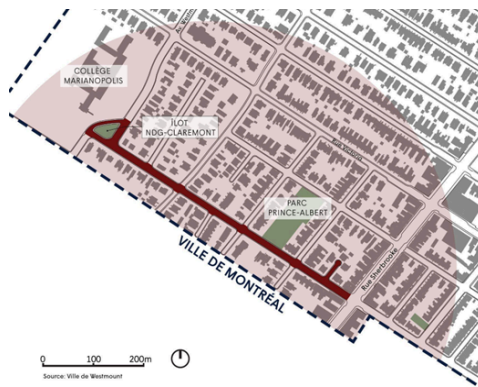 COLLÈGE
MARIANOPOLIS
ÎLOT
NDG-CLAREMONT
PARC
PRINCE-ALBERT
Rue Sherbrooke
VILLE DE MONTRÉAL
0 100 200m
Source: Ville de Westmount